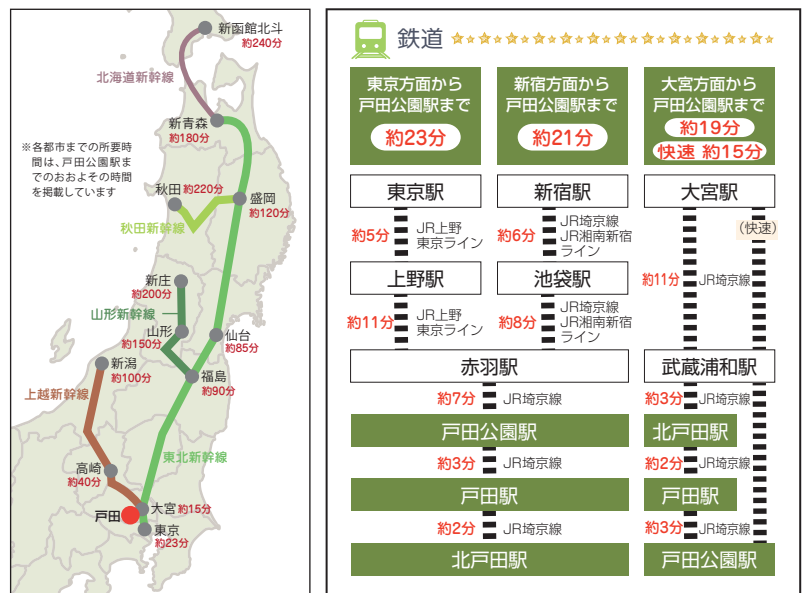 新函館北斗
約240分
北海道新幹線
新青森
約180分
※各都市までの所要時
間は、戸田公園駅ま
でのおおよその時間
を掲載しています
秋田 約220分
盛岡
約120分
秋田新幹線
新庄
約200分
山形新幹線
山形
約150分
仙台
約85分
新潟
約100分
福島
約90分
上越新幹線
東北新幹線
高崎
約40分
大宮 約15分
戸田
東京
約23分
鉄道
東京方面から
戸田公園駅まで
約23分
新宿方面から
戸田公園駅まで
約21分
大宮方面から
戸田公園駅まで
約19分
快速 約15分
東京駅
新宿駅
大宮駅
約5分
JR上野
東京ライン
約6分
JR埼京線
JR湘南新宿
ライン
(快速)
上野駅
池袋駅
約11分
JR埼京線
約11分
JR上野
東京ライン
約8分
JR埼京線
JR湘南新宿
ライン
赤羽駅
武蔵浦和駅
約7分
JR埼京線
約3分
JR埼京線
戸田公園駅
北戸田駅
約3分
JR埼京線
約2分
JR埼京線
戸田駅
戸田駅
約2分
JR埼京線
約3分
JR埼京線
北戸田駅
戸田公園駅